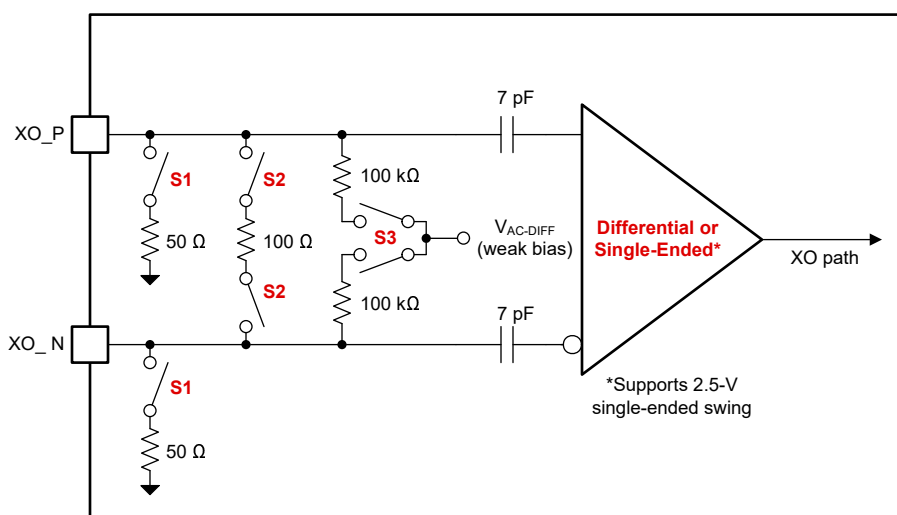 7 pF
XO_P
S1
S2
100 kΩ
50 Ω
100 Ω
S3
V_AC-DIFF
(weak bias)
Differential or
Single-Ended*
XO path
S2
100 kΩ
7 pF
XO_ N
S1
*Supports 2.5-V
single-ended swing
50 Ω